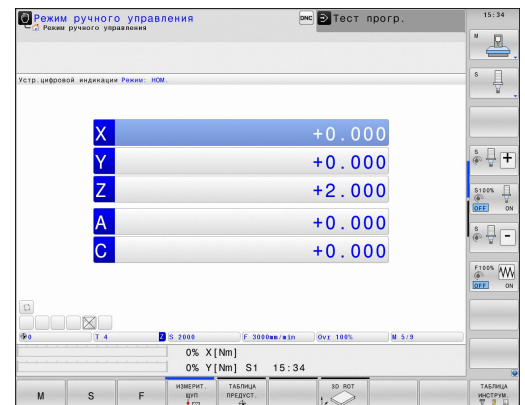 Режим ручного управления
DNC
Тест прогр.
15:34
Режим ручного управления
M
Устр.цифровой индикации Режим: НОМ.
S
X +0.000
Y +0.000
Z +2.000
A +0.000
C +0.000
S +
S100%
OFF ON
S -
F100%
OFF ON
0 T 4 Z S 2000 F 3000mm/min Ovr 100% M 5/9
0% X[Nm]
0% Y[Nm] S1 15:34
M S F ИЗМЕРИТ. ЩУП ТАБЛИЦА ПРЕДУСТ. 3D ROT ТАБЛИЦА ИНСТРУМ.